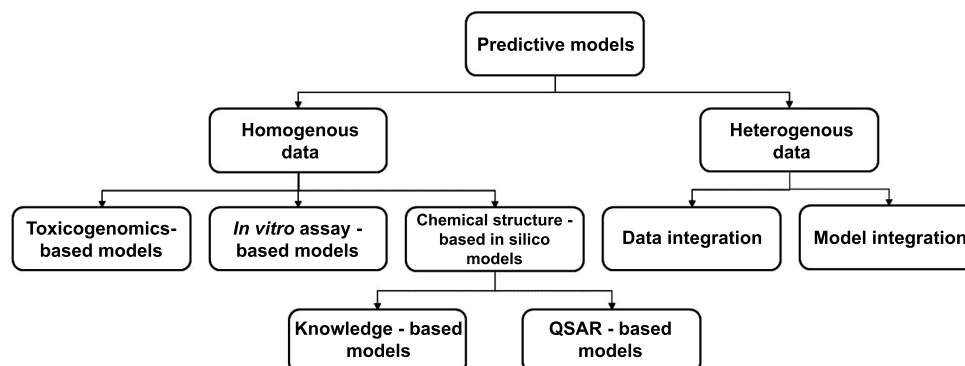 Predictive models
Homogenous
data
Heterogenous
data
Toxicogenomics-
based models
In vitro assay -
based models
Chemical structure -
based in silico
models
Data integration
Model integration
Knowledge - based
models
QSAR - based
models